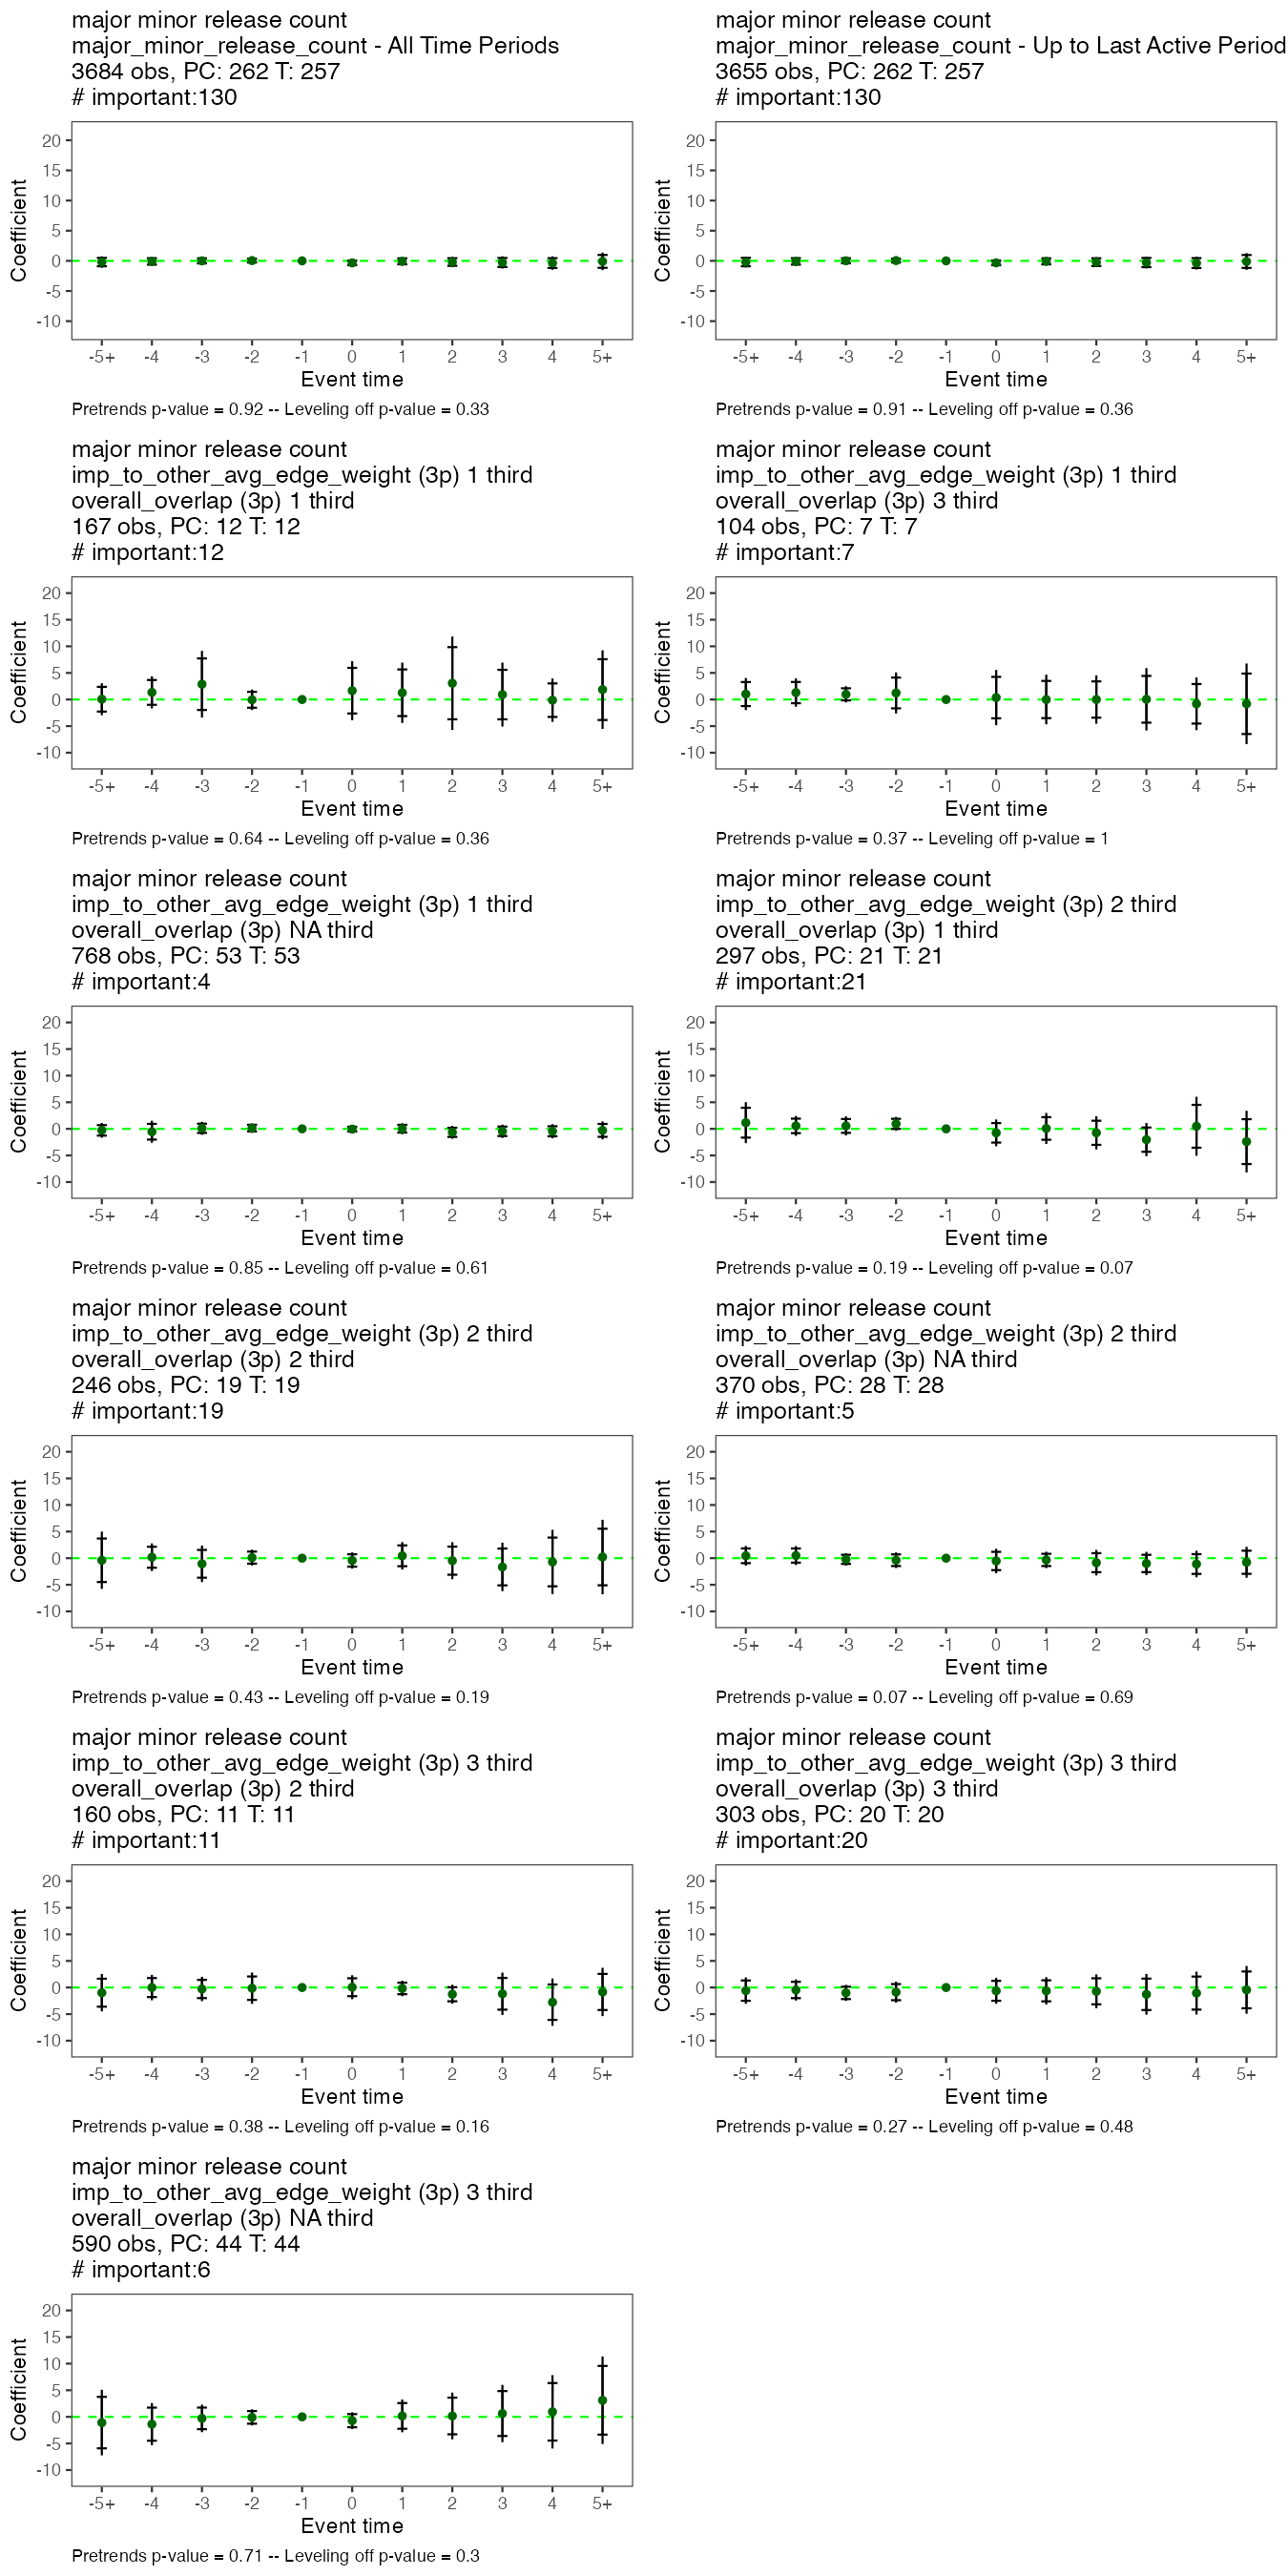 major minor release count
major_minor_release_count - All Time Periods
3684 obs, PC: 262 T: 257
# important:130
20
15
10
5
0
-5
-10
Coefficient
-5+ -4 -3 -2 -1 0 1 2 3 4 5+
Event time
Pretrends p-value = 0.92 -- Leveling off p-value = 0.33
major minor release count
major_minor_release_count - Up to Last Active Period
3655 obs, PC: 262 T: 257
# important:130
20
15
10
5
0
-5
-10
Coefficient
-5+ -4 -3 -2 -1 0 1 2 3 4 5+
Event time
Pretrends p-value = 0.91 -- Leveling off p-value = 0.36
major minor release count
imp_to_other_avg_edge_weight (3p) 1 third
overall_overlap (3p) 1 third
167 obs, PC: 12 T: 12
# important:12
20
15
10
5
0
-5
-10
Coefficient
-5+ -4 -3 -2 -1 0 1 2 3 4 5+
Event time
Pretrends p-value = 0.64 -- Leveling off p-value = 0.36
major minor release count
imp_to_other_avg_edge_weight (3p) 1 third
overall_overlap (3p) 3 third
104 obs, PC: 7 T: 7
# important:7
20
15
10
5
0
-5
-10
Coefficient
-5+ -4 -3 -2 -1 0 1 2 3 4 5+
Event time
Pretrends p-value = 0.37 -- Leveling off p-value = 1
major minor release count
imp_to_other_avg_edge_weight (3p) 1 third
overall_overlap (3p) NA third
768 obs, PC: 53 T: 53
# important:4
20
15
10
5
0
-5
-10
Coefficient
-5+ -4 -3 -2 -1 0 1 2 3 4 5+
Event time
Pretrends p-value = 0.85 -- Leveling off p-value = 0.61
major minor release count
imp_to_other_avg_edge_weight (3p) 2 third
overall_overlap (3p) 1 third
297 obs, PC: 21 T: 21
# important:21
20
15
10
5
0
-5
-10
Coefficient
-5+ -4 -3 -2 -1 0 1 2 3 4 5+
Event time
Pretrends p-value = 0.19 -- Leveling off p-value = 0.07
major minor release count
imp_to_other_avg_edge_weight (3p) 2 third
overall_overlap (3p) 2 third
246 obs, PC: 19 T: 19
# important:19
20
15
10
5
0
-5
-10
Coefficient
-5+ -4 -3 -2 -1 0 1 2 3 4 5+
Event time
Pretrends p-value = 0.43 -- Leveling off p-value = 0.19
major minor release count
imp_to_other_avg_edge_weight (3p) 2 third
overall_overlap (3p) NA third
370 obs, PC: 28 T: 28
# important:5
20
15
10
5
0
-5
-10
Coefficient
-5+ -4 -3 -2 -1 0 1 2 3 4 5+
Event time
Pretrends p-value = 0.07 -- Leveling off p-value = 0.69
major minor release count
imp_to_other_avg_edge_weight (3p) 3 third
overall_overlap (3p) 2 third
160 obs, PC: 11 T: 11
# important:11
20
15
10
5
0
-5
-10
Coefficient
-5+ -4 -3 -2 -1 0 1 2 3 4 5+
Event time
Pretrends p-value = 0.38 -- Leveling off p-value = 0.16
major minor release count
imp_to_other_avg_edge_weight (3p) 3 third
overall_overlap (3p) 3 third
303 obs, PC: 20 T: 20
# important:20
20
15
10
5
0
-5
-10
Coefficient
-5+ -4 -3 -2 -1 0 1 2 3 4 5+
Event time
Pretrends p-value = 0.27 -- Leveling off p-value = 0.48
major minor release count
imp_to_other_avg_edge_weight (3p) 3 third
overall_overlap (3p) NA third
590 obs, PC: 44 T: 44
# important:6
20
15
10
5
0
-5
-10
Coefficient
-5+ -4 -3 -2 -1 0 1 2 3 4 5+
Event time
Pretrends p-value = 0.71 -- Leveling off p-value = 0.3